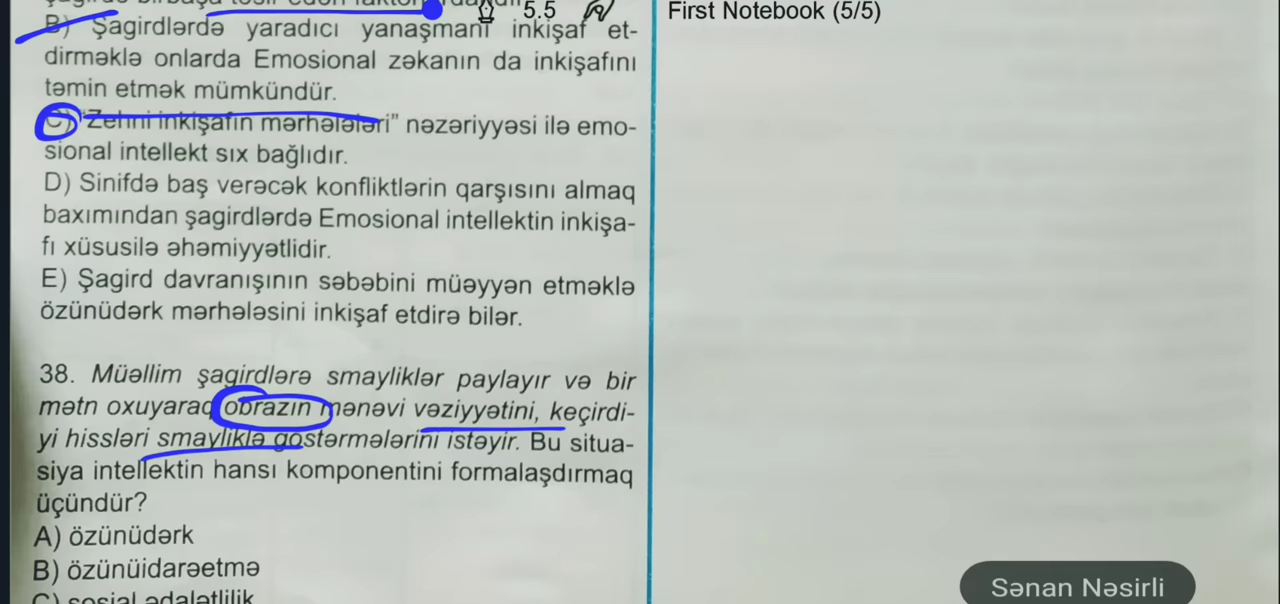 5.5
First Notebook (5/5)
B) Şagirdlərdə yaradıcı yanaşmanı inkişaf et-
dirməklə onlarda Emosional zəkanın da inkişafını
təmin etmək mümkündür.
C) "Zehni inkişafın mərhələləri" nəzəriyyəsi ilə emo-
sional intellekt sıx bağlıdır.
D) Sinifdə baş verəcək konfliktlərin qarşısını almaq
baxımından şagirdlərdə Emosional intellektin inkişa-
fı xüsusilə əhəmiyyətlidir.
E) Şagird davranışının səbəbini müəyyən etməklə
özünüdərk mərhələsini inkişaf etdirə bilər.
38. Müəllim şagirdlərə smayliklər paylayır və bir
mətn oxuyaraq obrazın mənəvi vəziyyətini, keçirdi-
yi hissləri smayliklə göstərmələrini istəyir. Bu situa-
siya intellektin hansı komponentini formalaşdırmaq
üçündür?
A) özünüdərk
B) özünüidarəetmə
C) sosial ədalətlilik
Sənan Nəsirli